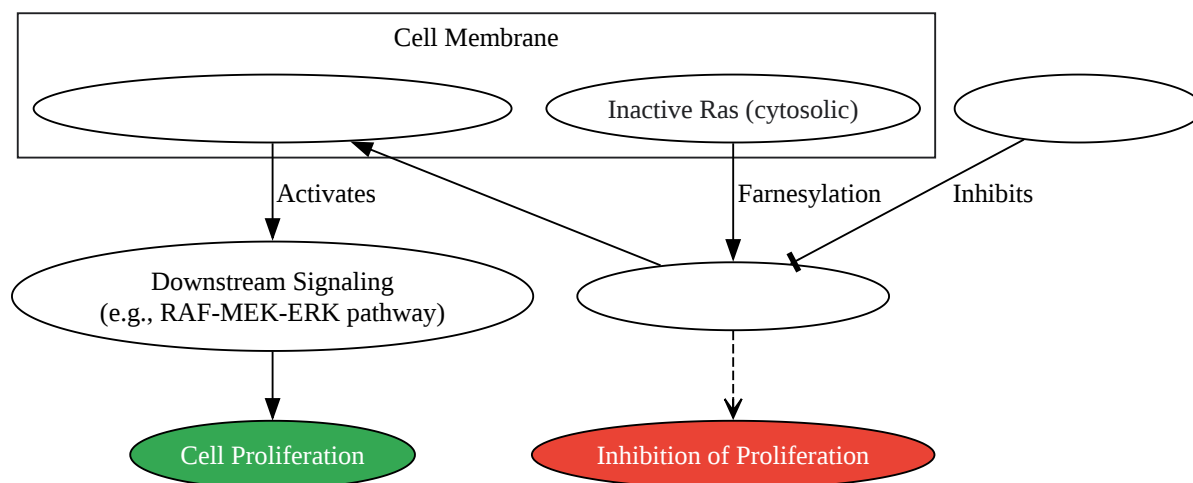 Cell Membrane
Inactive Ras (cytosolic)
Activates
Farnesylation
Inhibits
Downstream Signaling
(e.g., RAF-MEK-ERK pathway)
Cell Proliferation
Inhibition of Proliferation